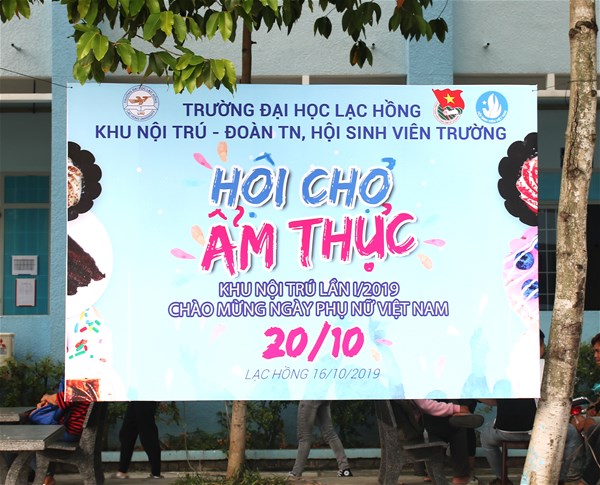 TRƯỜNG ĐẠI HỌC LẠC HỒNG
KHU NỘI TRÚ - ĐOÀN TN, HỘI SINH VIÊN TRƯỜNG
HỘI CHỢ
ẨM THỰC
KHU NỘI TRÚ LẦN I/2019
CHÀO MỪNG NGÀY PHỤ NỮ VIỆT NAM
20/10
LẠC HỒNG 16/10/2019